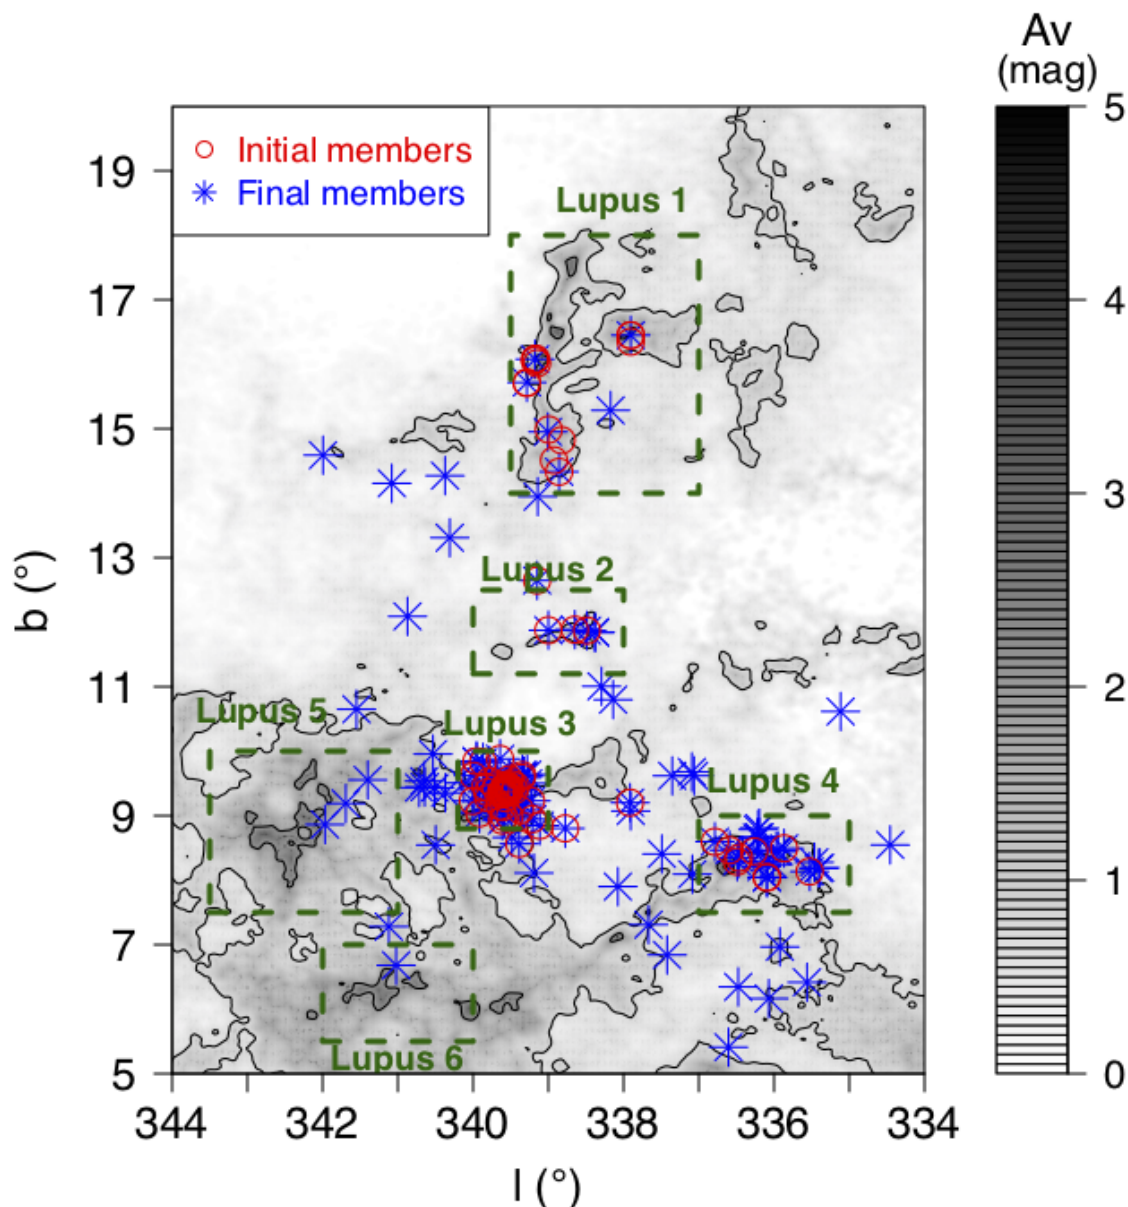 Av
(mag)
Initial members
Final members
Lupus 1
Lupus 2
Lupus 5
Lupus 3
Lupus 4
Lupus 6
19
17
15
13
11
9
7
5
b (°)
344
342
340
338
336
334
l (°)
5
4
3
2
1
0